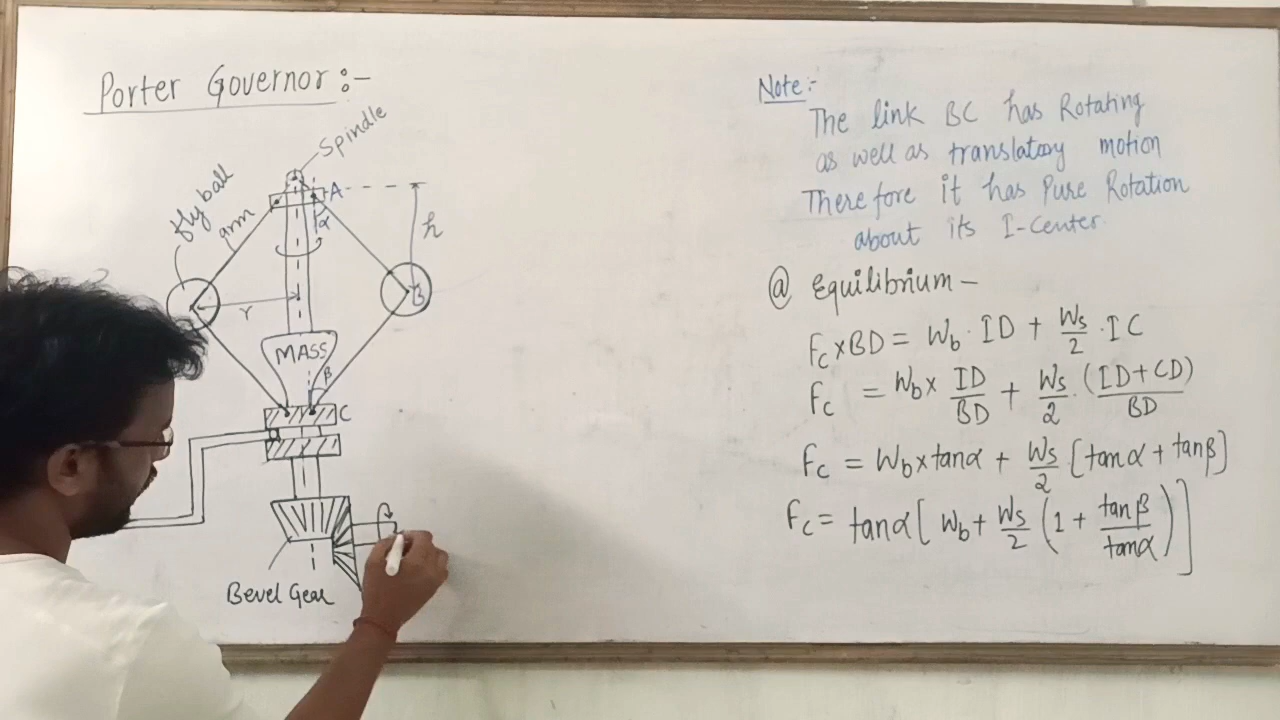 Porter Governor :-
Spindle
fly ball
arm
A
α
h
r
B
MASS
β
C
Bevel Gear
Note:-
The link BC has Rotating
as well as translatory motion
Therefore it has Pure Rotation
about its I-Center.
@ Equilibrium -
Fc×BD = Wb · ID + Ws/2 · IC
Fc = Wb × ID/BD + Ws/2 · (ID+CD)/BD
Fc = Wb×tanα + Ws/2 [tanα + tanβ]
Fc = tanα [ Wb + Ws/2 (1 + tanβ/tanα) ]